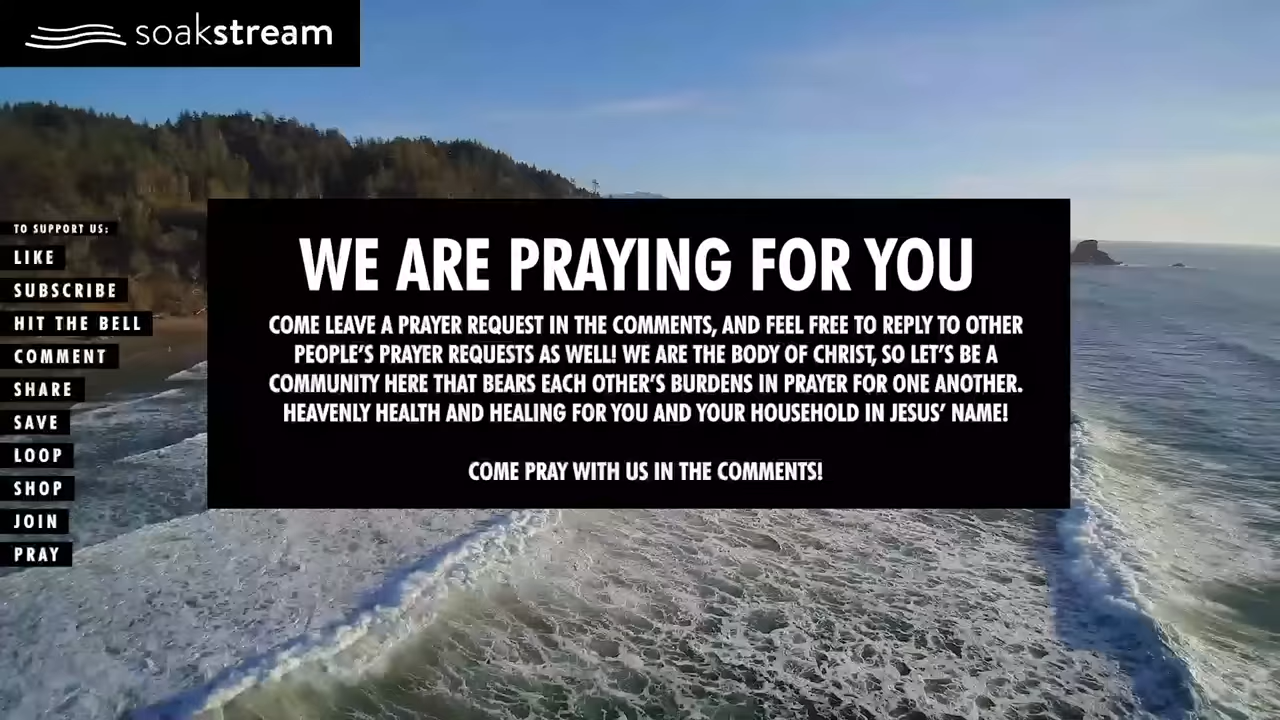 soakstream
TO SUPPORT US:
LIKE
SUBSCRIBE
HIT THE BELL
COMMENT
SHARE
SAVE
LOOP
SHOP
JOIN
PRAY
WE ARE PRAYING FOR YOU
COME LEAVE A PRAYER REQUEST IN THE COMMENTS, AND FEEL FREE TO REPLY TO OTHER
PEOPLE'S PRAYER REQUESTS AS WELL! WE ARE THE BODY OF CHRIST, SO LET'S BE A
COMMUNITY HERE THAT BEARS EACH OTHER'S BURDENS IN PRAYER FOR ONE ANOTHER.
HEAVENLY HEALTH AND HEALING FOR YOU AND YOUR HOUSEHOLD IN JESUS' NAME!
COME PRAY WITH US IN THE COMMENTS!